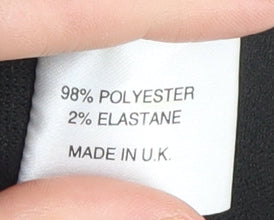 98% POLYESTER
2% ELASTANE
MADE IN U.K.